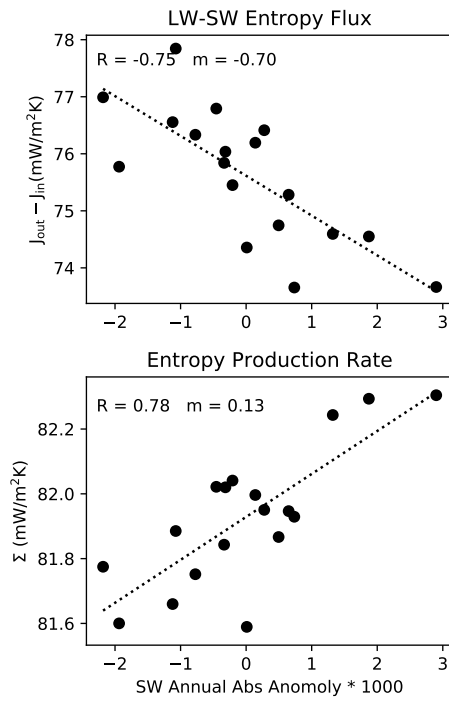 LW-SW Entropy Flux
78
R = -0.75 m = -0.70
77
76
75
74
J_out − J_in(mW/m²K)
−2 −1 0 1 2 3
Entropy Production Rate
R = 0.78 m = 0.13
82.2
82.0
81.8
81.6
Σ (mW/m²K)
−2 −1 0 1 2 3
SW Annual Abs Anomoly * 1000